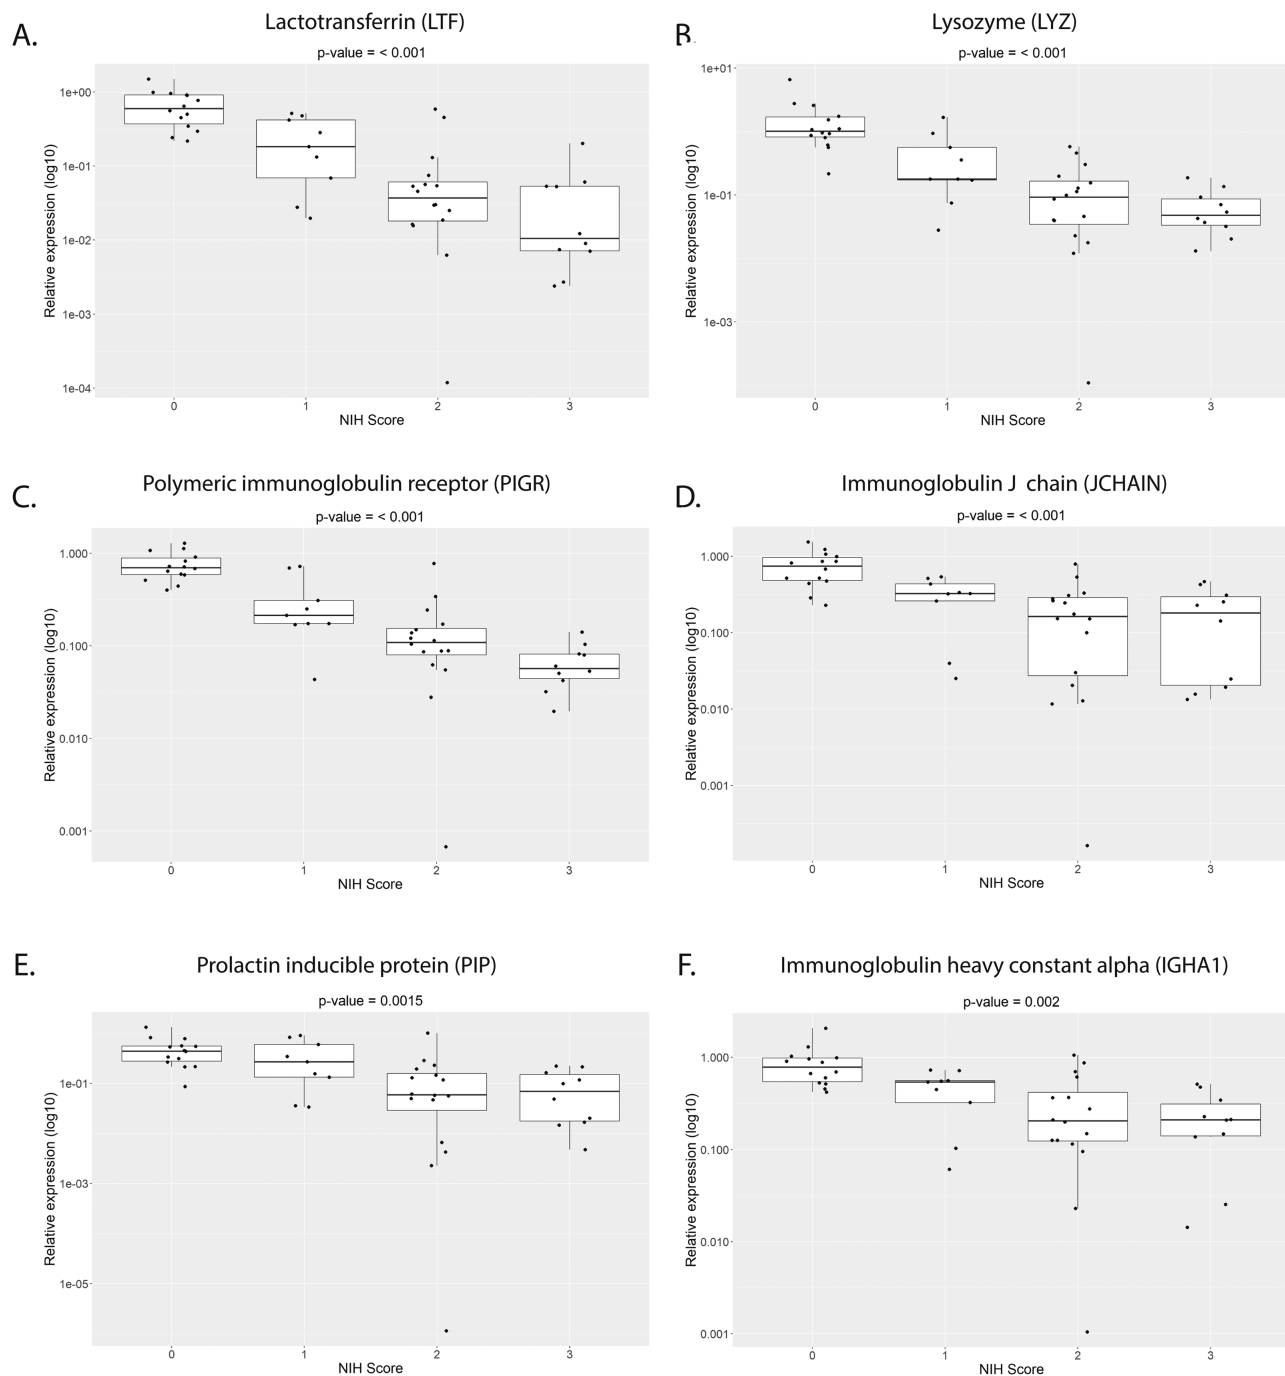 A.
Lactotransferrin (LTF)
p-value = < 0.001
Relative expression (log10)
1e+00
1e-01
1e-02
1e-03
1e-04
0 1 2 3
NIH Score
B.
Lysozyme (LYZ)
p-value = < 0.001
Relative expression (log10)
1e+01
1e-01
1e-03
0 1 2 3
NIH Score
C.
Polymeric immunoglobulin receptor (PIGR)
p-value = < 0.001
Relative expression (log10)
1.000
0.100
0.010
0.001
0 1 2 3
NIH Score
D.
Immunoglobulin J chain (JCHAIN)
p-value = < 0.001
Relative expression (log10)
1.000
0.100
0.010
0.001
0 1 2 3
NIH Score
E.
Prolactin inducible protein (PIP)
p-value = 0.0015
Relative expression (log10)
1e-01
1e-03
1e-05
0 1 2 3
NIH Score
F.
Immunoglobulin heavy constant alpha (IGHA1)
p-value = 0.002
Relative expression (log10)
1.000
0.100
0.010
0.001
0 1 2 3
NIH Score